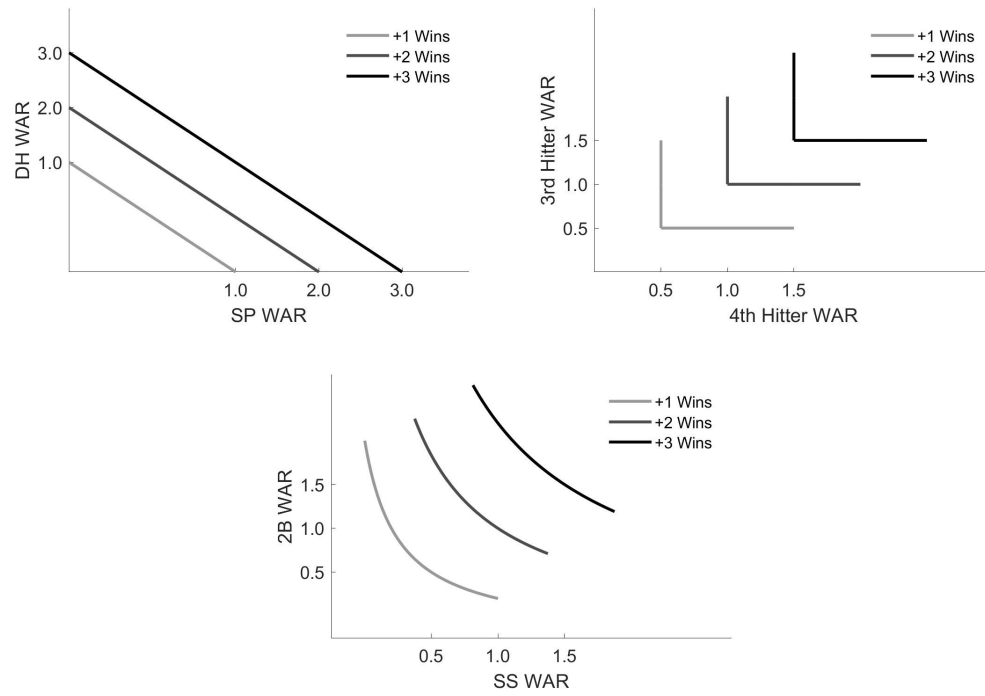 +1 Wins
+2 Wins
+3 Wins
3.0
2.0
1.0
DH WAR
1.0 2.0 3.0
SP WAR
+1 Wins
+2 Wins
+3 Wins
1.5
1.0
0.5
3rd Hitter WAR
0.5 1.0 1.5
4th Hitter WAR
+1 Wins
+2 Wins
+3 Wins
1.5
1.0
0.5
2B WAR
0.5 1.0 1.5
SS WAR